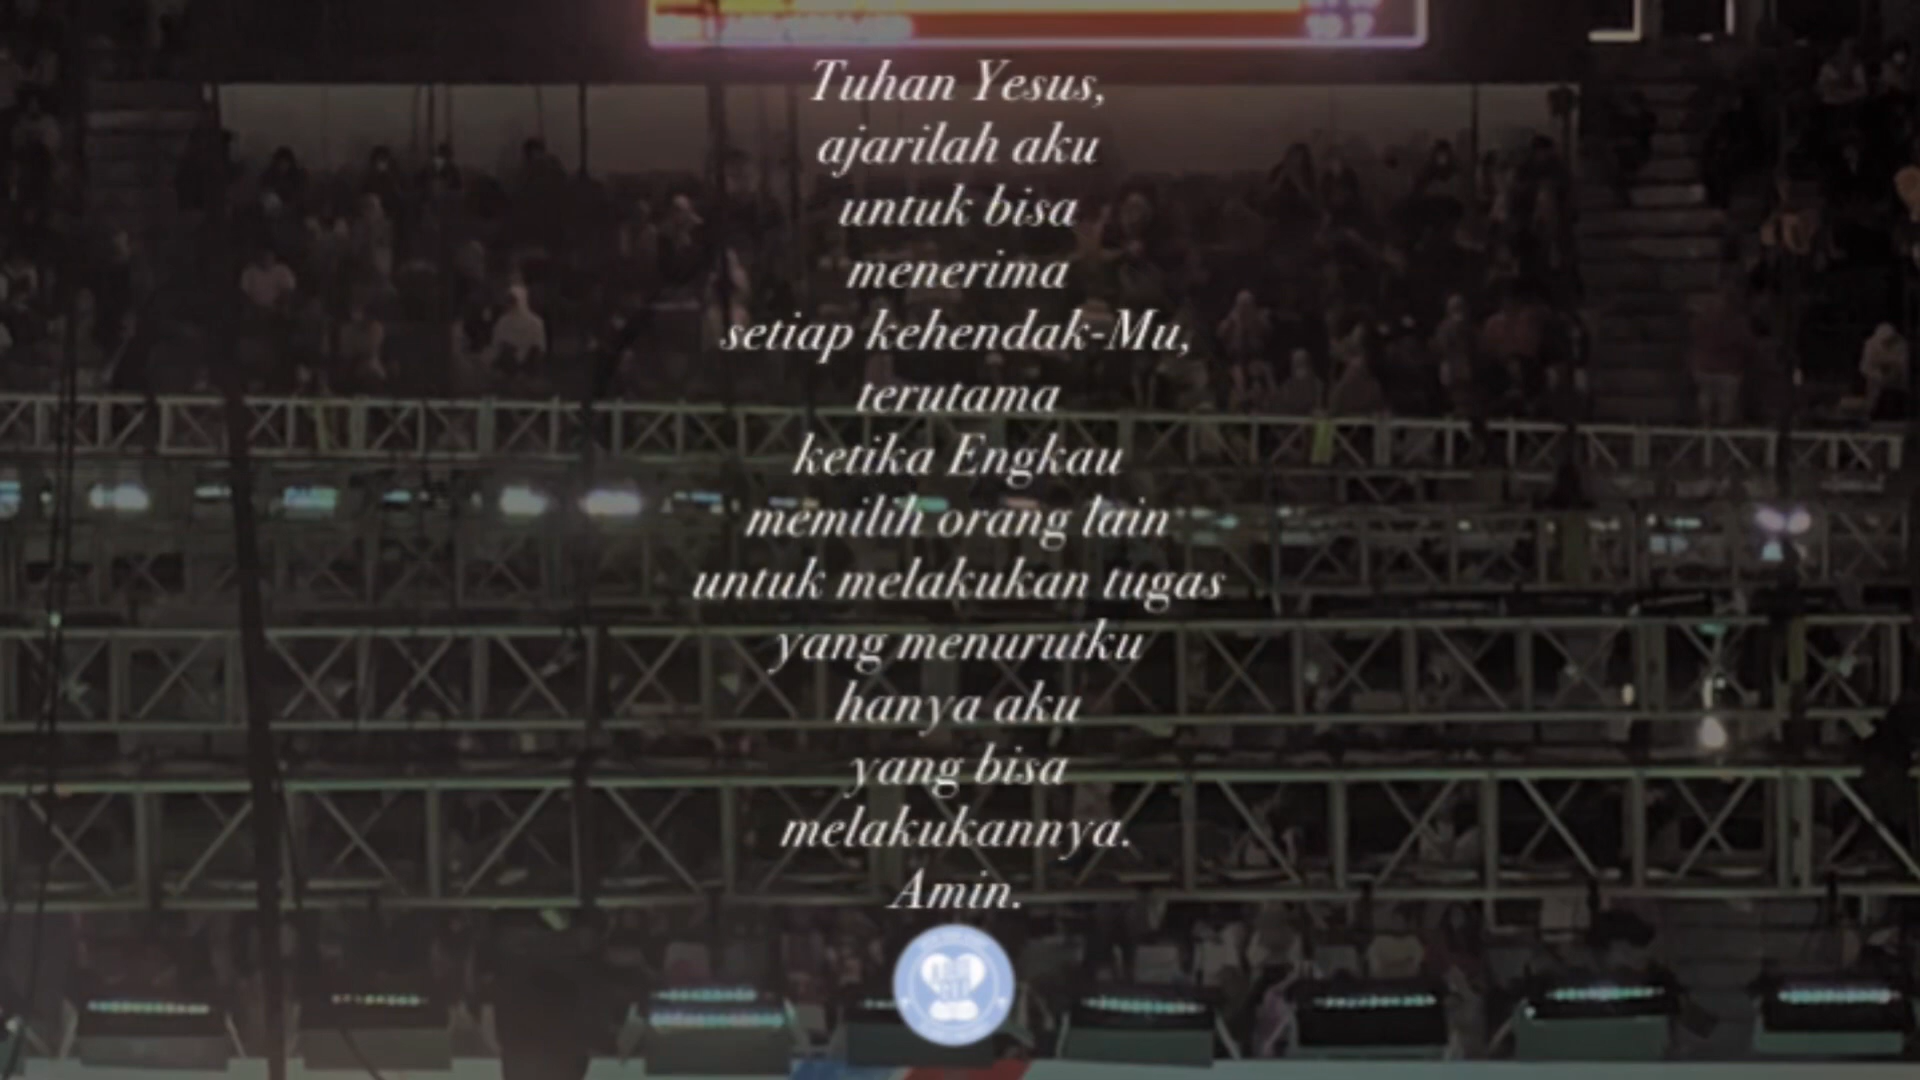 Tuhan Yesus,
ajarilah aku
untuk bisa
menerima
setiap kehendak-Mu,
terutama
ketika Engkau
memilih orang lain
untuk melakukan tugas
yang menurutku
hanya aku
yang bisa
melakukannya.
Amin.